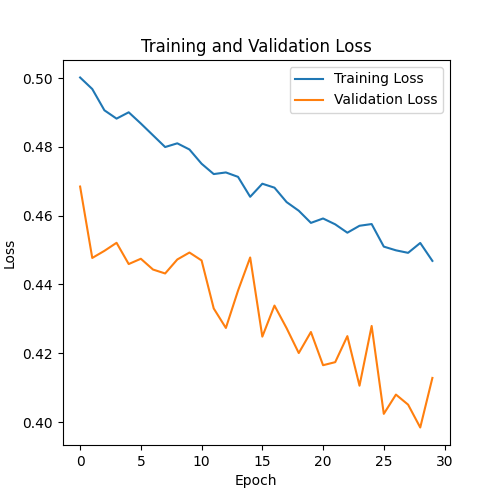 Training and Validation Loss
Training Loss
Validation Loss
0.50
0.48
0.46
0.44
0.42
0.40
Loss
0 5 10 15 20 25 30
Epoch